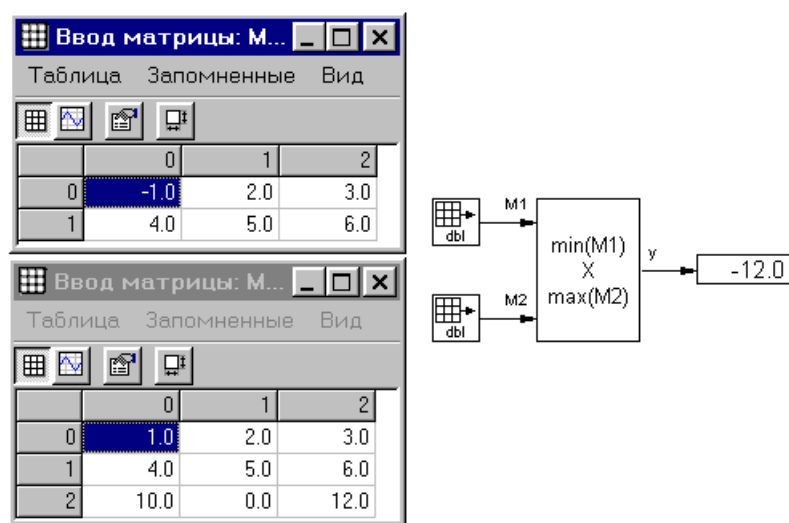 Ввод матрицы: М...
Таблица Запомненные Вид
0 1 2
0 -1.0 2.0 3.0
1 4.0 5.0 6.0
Ввод матрицы: М...
Таблица Запомненные Вид
0 1 2
0 1.0 2.0 3.0
1 4.0 5.0 6.0
2 10.0 0.0 12.0
M1
dbl
min(M1)
X
max(M2)
y
-12.0
M2
dbl